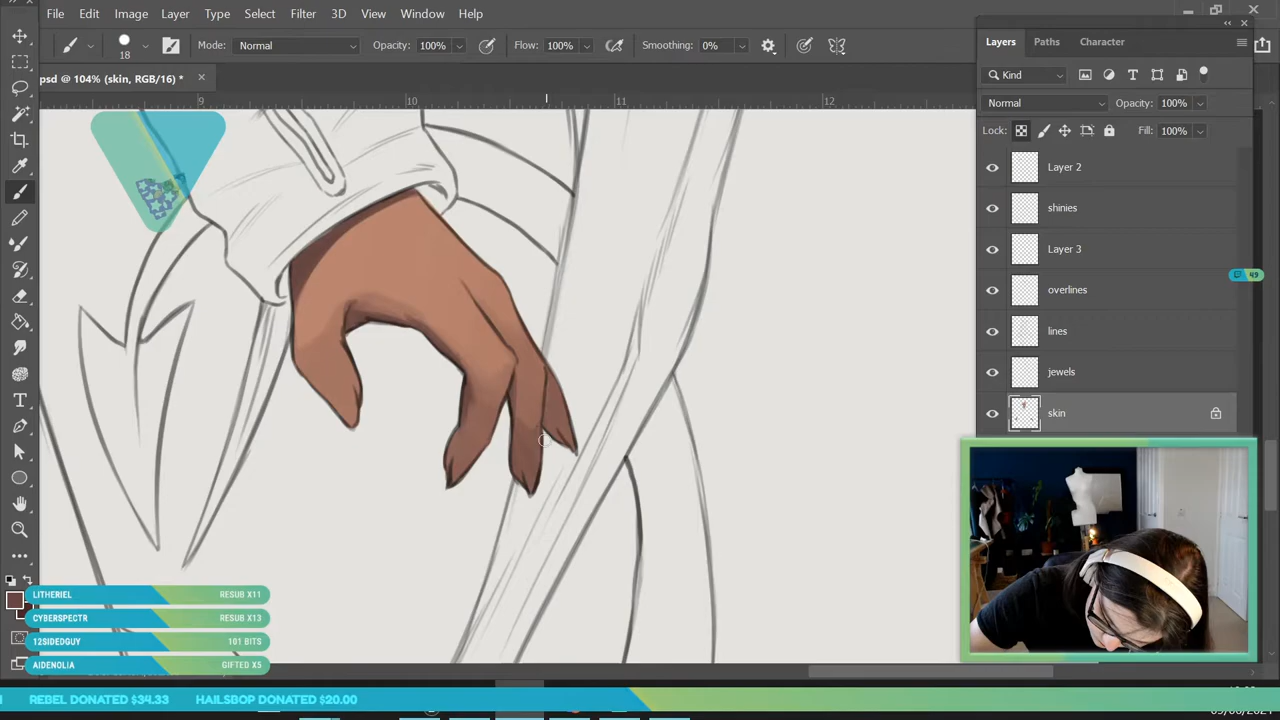 File Edit Image Layer Type Select Filter 3D View Window Help
18 Mode: Normal Opacity: 100% Flow: 100% Smoothing: 0%
psd @ 104% (skin, RGB/16) *
9 10 11 12
Layers Paths Character
Kind
Normal Opacity: 100%
Lock: Fill: 100%
Layer 2
shinies
Layer 3
49
overlines
lines
jewels
skin
LITHERIEL RESUB X11
CYBERSPECTR RESUB X13
12SIDEDGUY 101 BITS
AIDENOLIA GIFTED X5
REBEL DONATED $34.33 HAILSBOP DONATED $20.00